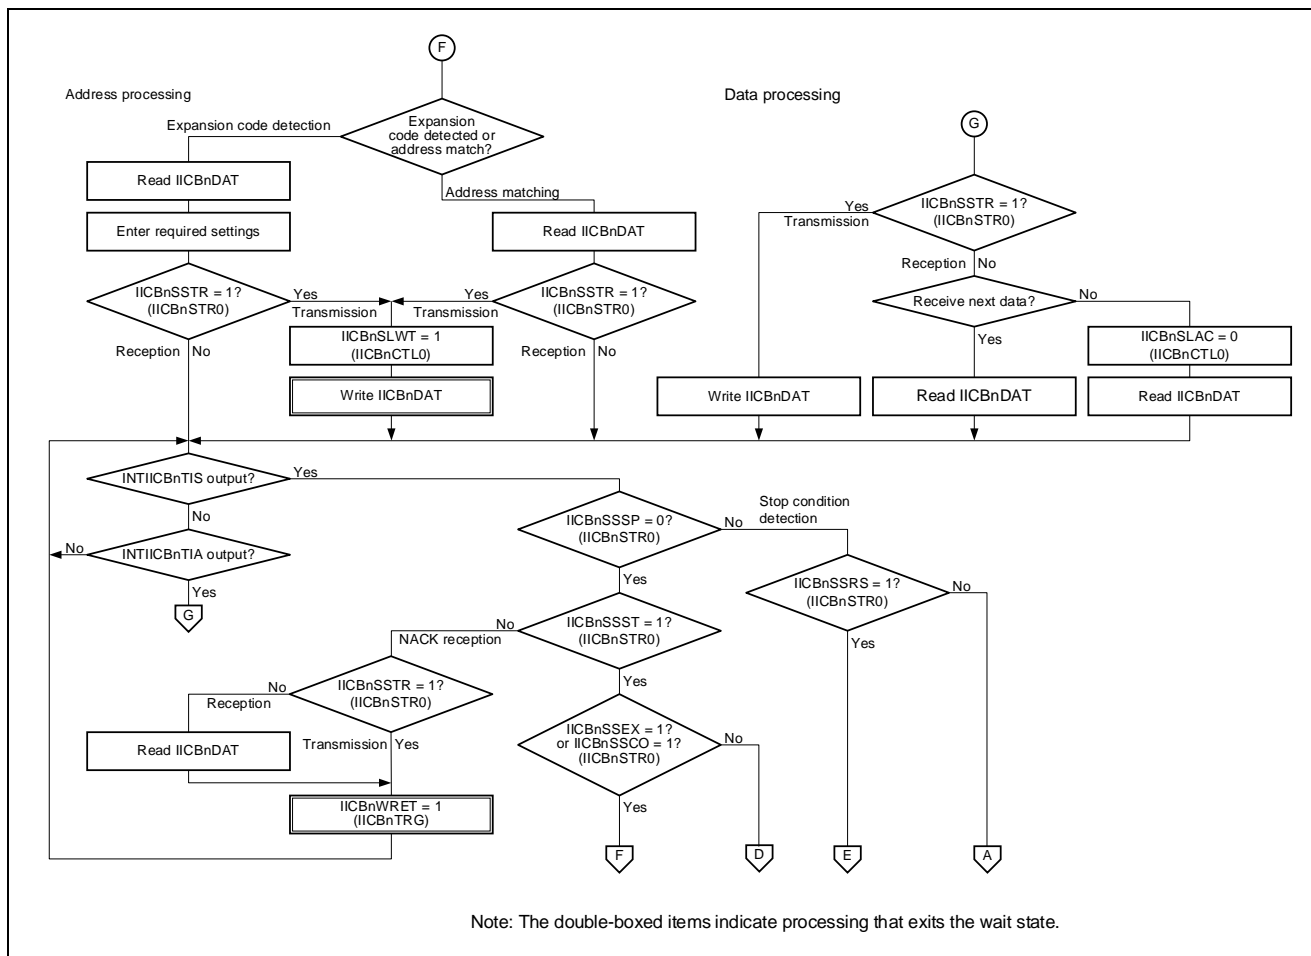 F
Address processing
Data processing
Expansion code detection
Expansion
code detected or
address match?
G
Read IICBnDAT
Address matching
Yes
Transmission
IICBnSSTR = 1?
(IICBnSTR0)
Enter required settings
Read IICBnDAT
Reception
No
IICBnSSTR = 1?
(IICBnSTR0)
Yes
Transmission
Yes
Transmission
IICBnSSTR = 1?
(IICBnSTR0)
Receive next data?
No
Reception
No
IICBnSLWT = 1
(IICBnCTL0)
Reception
No
Yes
IICBnSLAC = 0
(IICBnCTL0)
Write IICBnDAT
Write IICBnDAT
Read IICBnDAT
Read IICBnDAT
INTIICBnTIS output?
Yes
No
IICBnSSSP = 0?
(IICBnSTR0)
No
Stop condition
detection
No
INTIICBnTIA output?
Yes
Yes
IICBnSSRS = 1?
(IICBnSTR0)
No
G
No
NACK reception
IICBnSSST = 1?
(IICBnSTR0)
Yes
Yes
No
Reception
IICBnSSTR = 1?
(IICBnSTR0)
Read IICBnDAT
Transmission
Yes
IICBnSSEX = 1?
or IICBnSSCO = 1?
(IICBnSTR0)
No
Yes
IICBnWRET = 1
(IICBnTRG)
F
D
E
A
Note: The double-boxed items indicate processing that exits the wait state.